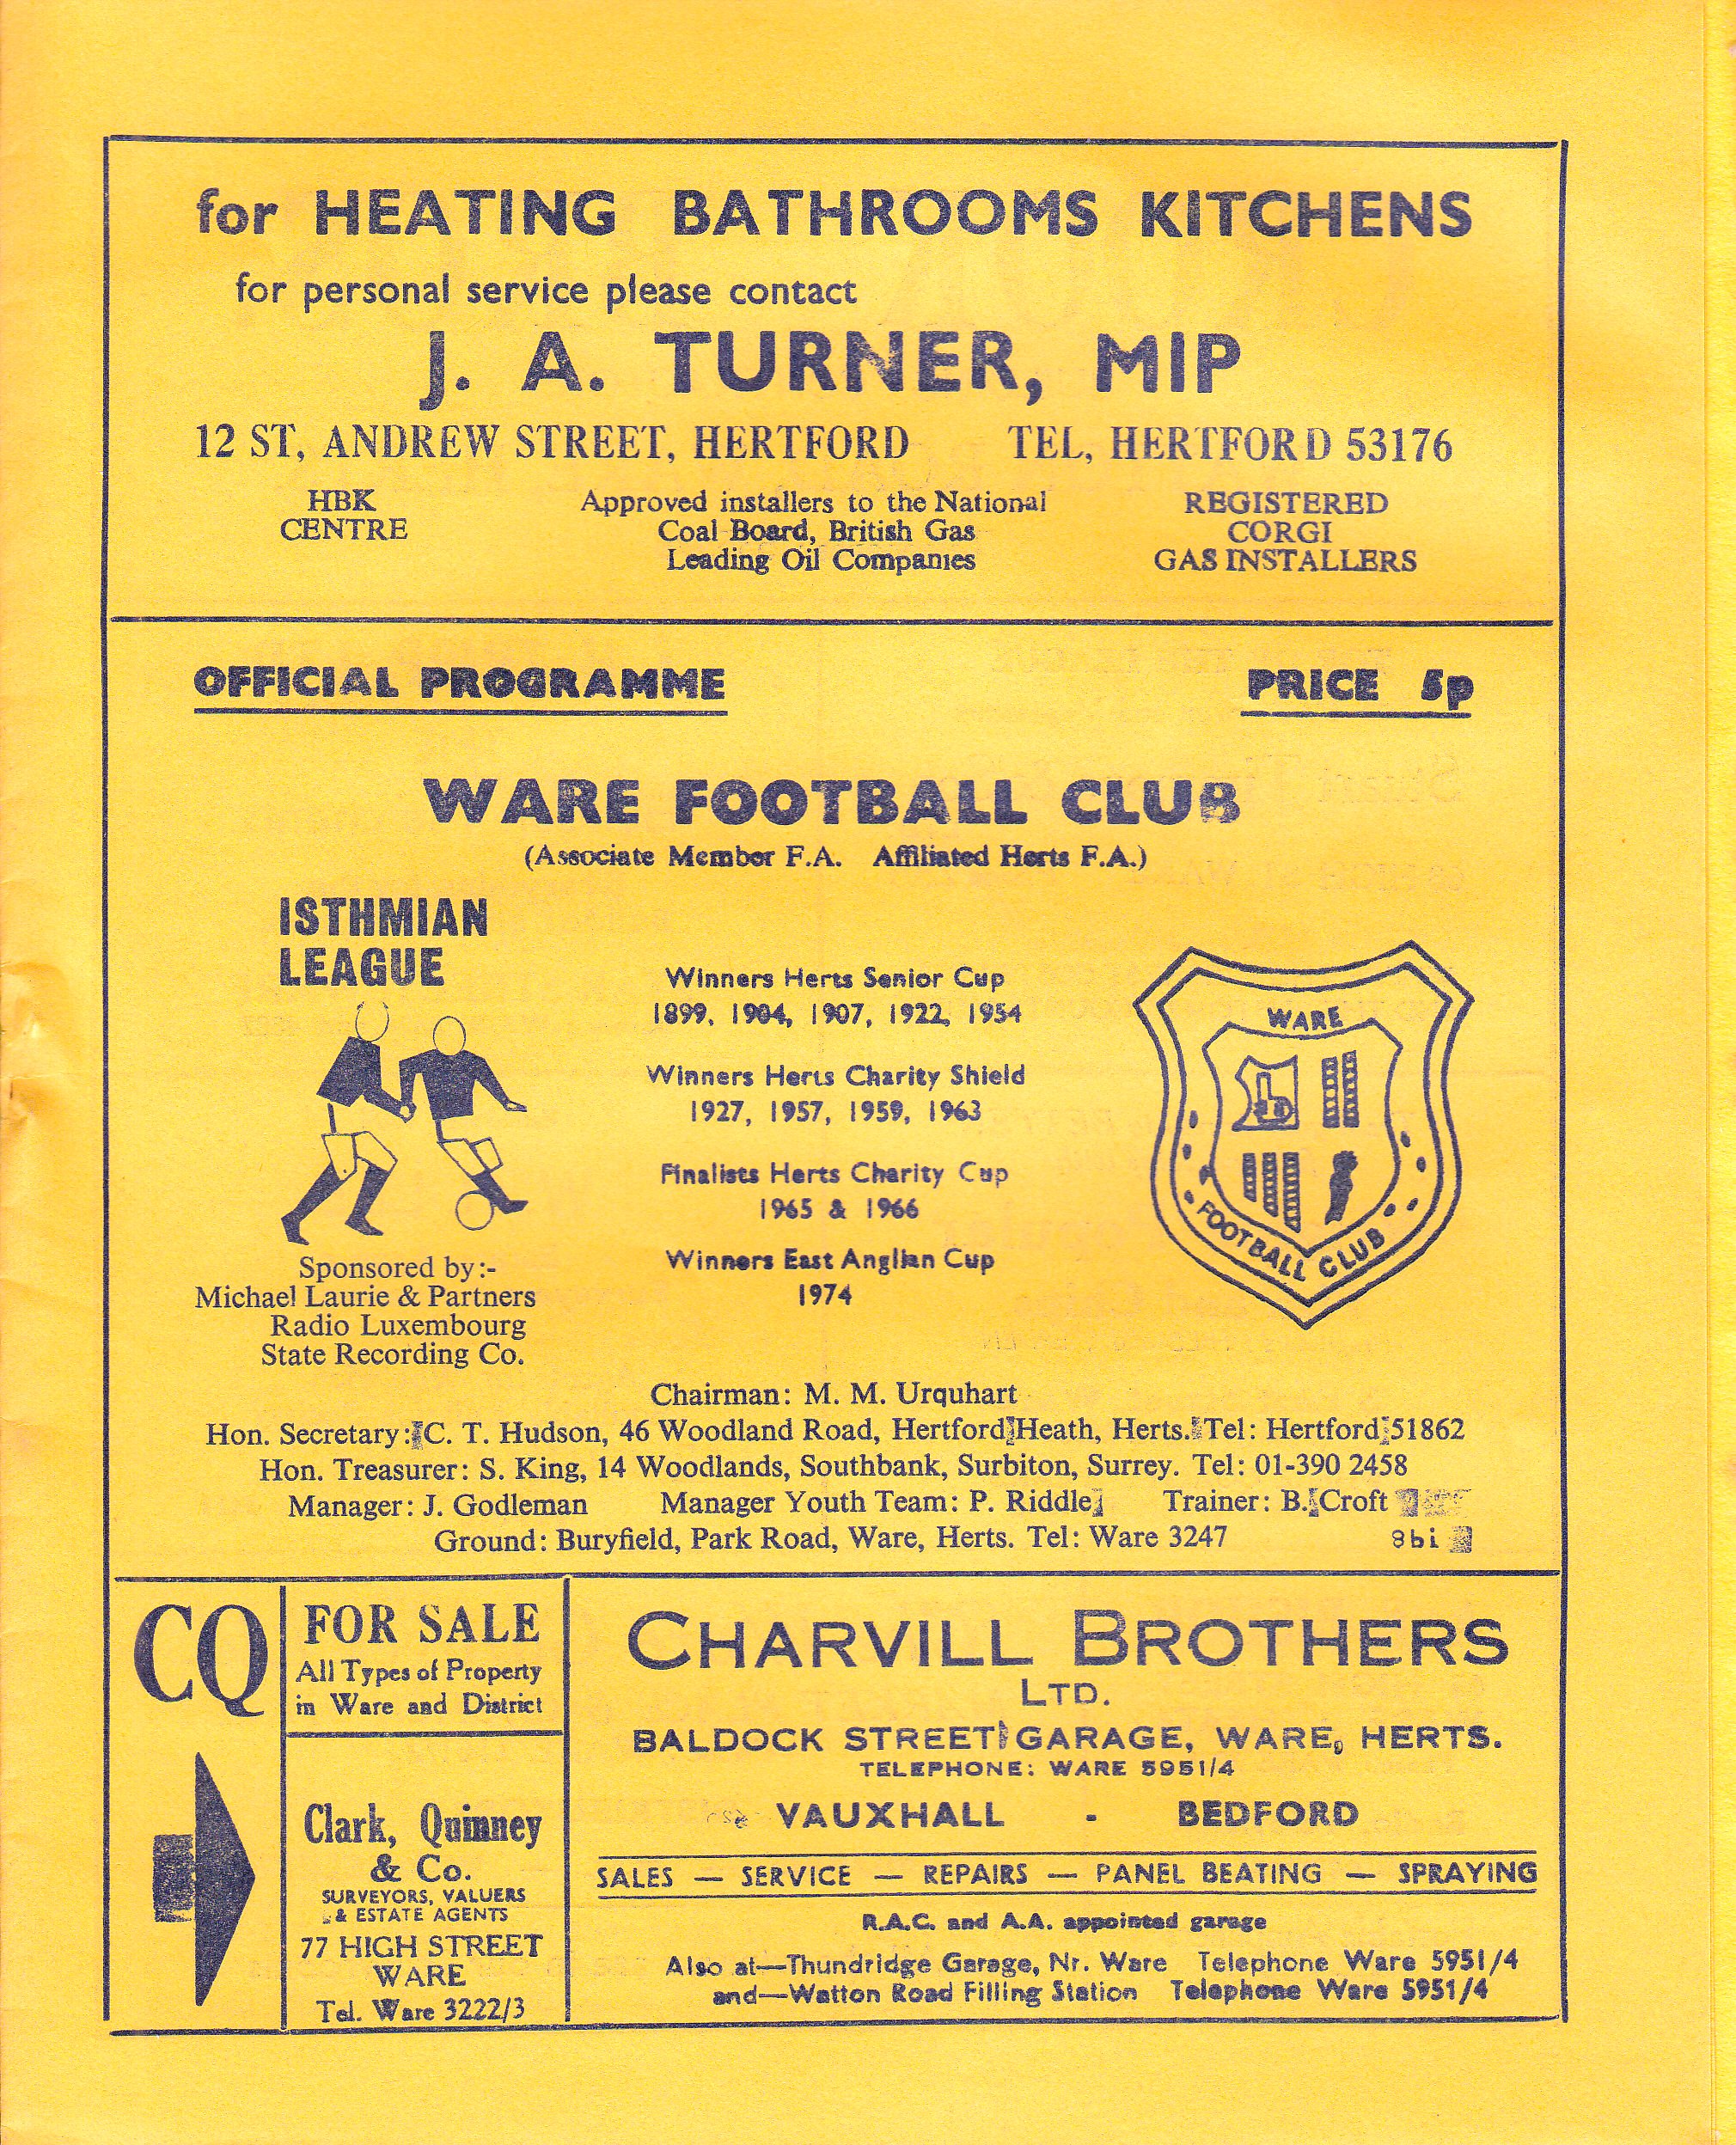 for HEATING BATHROOMS KITCHENS
for personal service please contact
J. A. TURNER, MIP
12 ST, ANDREW STREET, HERTFORD TEL, HERTFORD 53176
HBK
CENTRE
Approved installers to the National
Coal Board, British Gas
Leading Oil Companies
REGISTERED
CORGI
GAS INSTALLERS
OFFICIAL PROGRAMME PRICE 5p
WARE FOOTBALL CLUB
(Associate Member F.A. Affiliated Herts F.A.)
ISTHMIAN
LEAGUE
Sponsored by:-
Michael Laurie & Partners
Radio Luxembourg
State Recording Co.
Winners Herts Senior Cup
1899, 1904, 1907, 1922, 1954
Winners Herts Charity Shield
1927, 1957, 1959, 1963
Finalists Herts Charity Cup
1965 & 1966
Winners East Anglian Cup
1974
WARE
FOOTBALL CLUB
Chairman: M. M. Urquhart
Hon. Secretary: C. T. Hudson, 46 Woodland Road, Hertford Heath, Herts. Tel: Hertford 51862
Hon. Treasurer: S. King, 14 Woodlands, Southbank, Surbiton, Surrey. Tel: 01-390 2458
Manager: J. Godleman Manager Youth Team: P. Riddle Trainer: B. Croft
Ground: Buryfield, Park Road, Ware, Herts. Tel: Ware 3247 8bi
CQ
FOR SALE
All Types of Property
in Ware and District
Clark, Quinney
& Co.
SURVEYORS, VALUERS
& ESTATE AGENTS
77 HIGH STREET
WARE
Tel. Ware 3222/3
CHARVILL BROTHERS
LTD.
BALDOCK STREET GARAGE, WARE, HERTS.
TELEPHONE: WARE 5951/4
VAUXHALL - BEDFORD
SALES — SERVICE — REPAIRS — PANEL BEATING — SPRAYING
R.A.C. and A.A. appointed garage
Also at—Thundridge Garage, Nr. Ware Telephone Ware 5951/4
and—Watton Road Filling Station Telephone Ware 5951/4